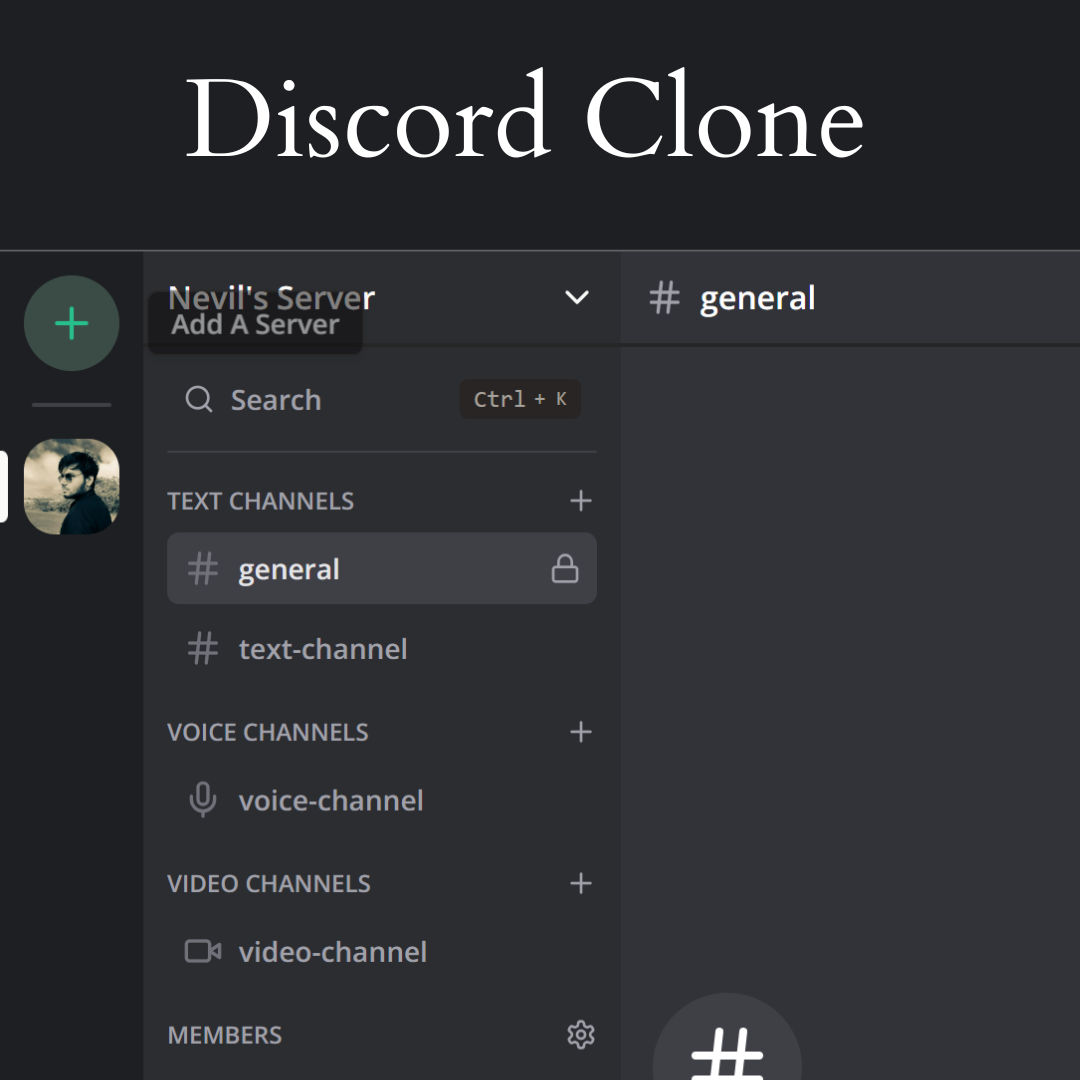 Discord Clone
Nevil's Server
Add A Server
# general
Search Ctrl + K
TEXT CHANNELS +
# general
# text-channel
VOICE CHANNELS +
voice-channel
VIDEO CHANNELS +
video-channel
MEMBERS
#